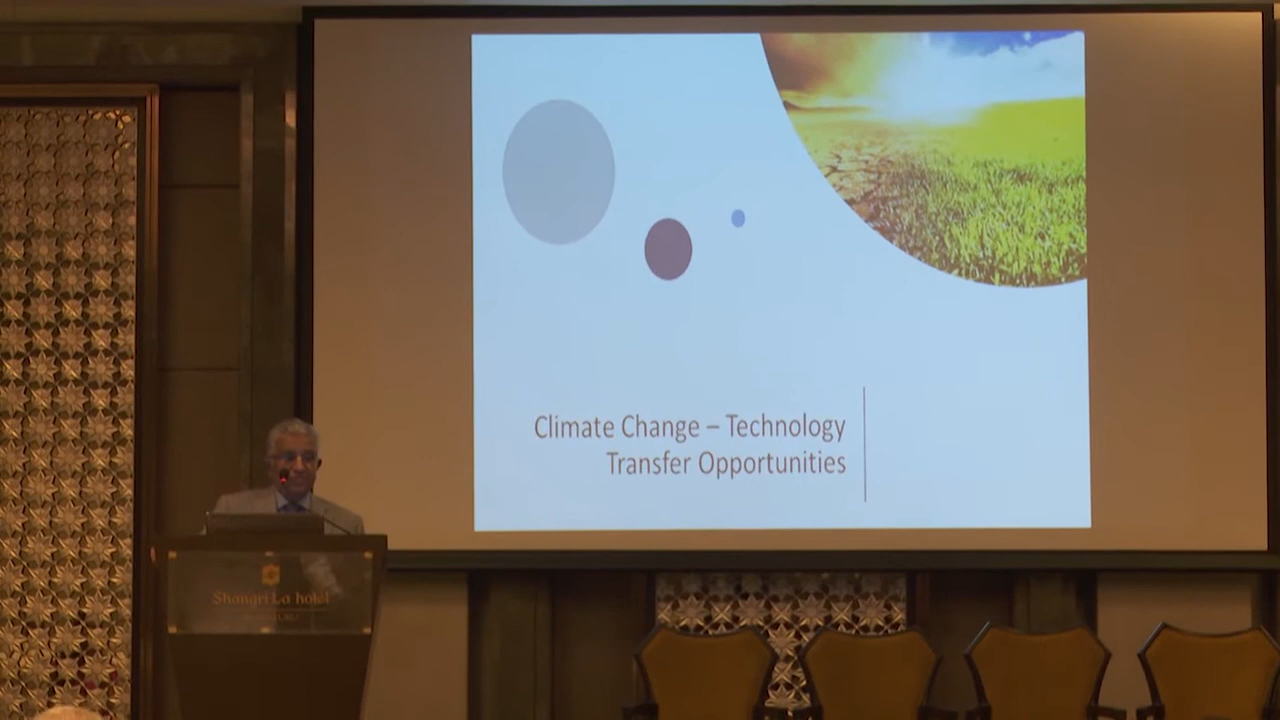 Climate Change – Technology
Transfer Opportunities
Shangri-La hotel